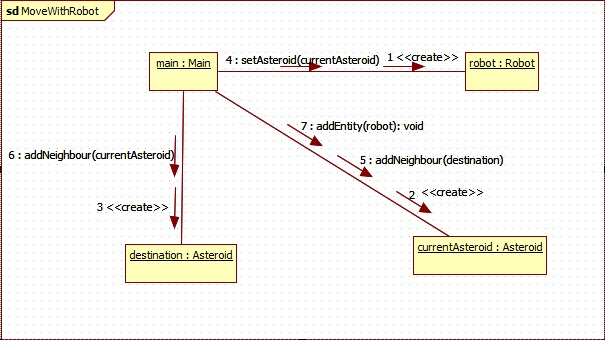 sd MoveWithRobot
main : Main
4 : setAsteroid(currentAsteroid)
1 <<create>>
robot : Robot
7 : addEntity(robot): void
6 : addNeighbour(currentAsteroid)
5 : addNeighbour(destination)
2 <<create>>
3 <<create>>
destination : Asteroid
currentAsteroid : Asteroid